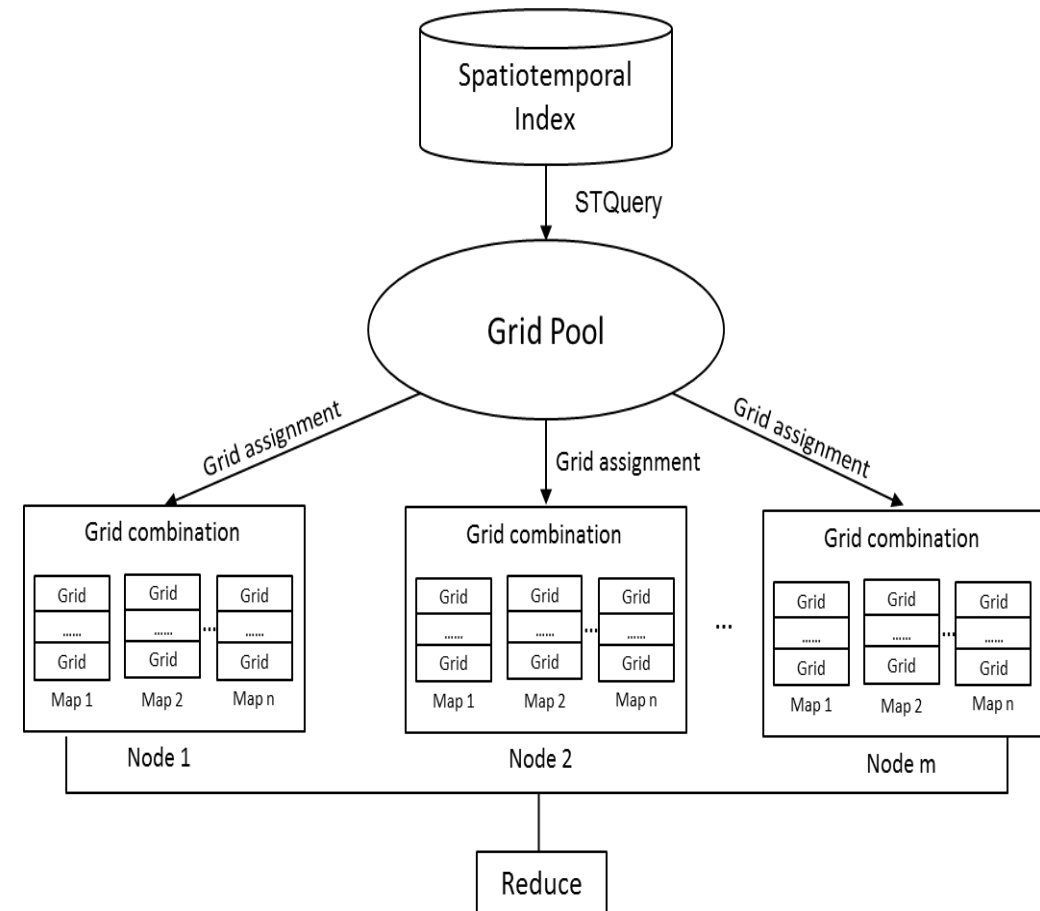 Spatiotemporal
Index
STQuery
Grid Pool
Grid assignment
Grid assignment
Grid assignment
Grid combination
Grid Grid Grid
...... ...... ... ......
Grid Grid Grid
Map 1 Map 2 Map n
Node 1
Grid combination
Grid Grid Grid
...... ...... ... ......
Grid Grid Grid
Map 1 Map 2 Map n
Node 2
...
Grid combination
Grid Grid Grid
...... ...... ... ......
Grid Grid Grid
Map 1 Map 2 Map n
Node m
Reduce